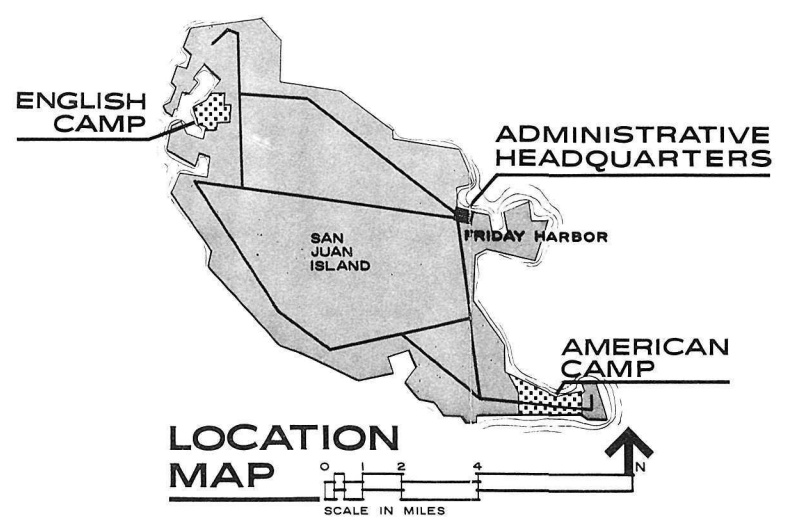 ENGLISH
CAMP
ADMINISTRATIVE
HEADQUARTERS
FRIDAY HARBOR
SAN
JUAN
ISLAND
AMERICAN
CAMP
LOCATION
MAP
0 1 2 4 N
SCALE IN MILES